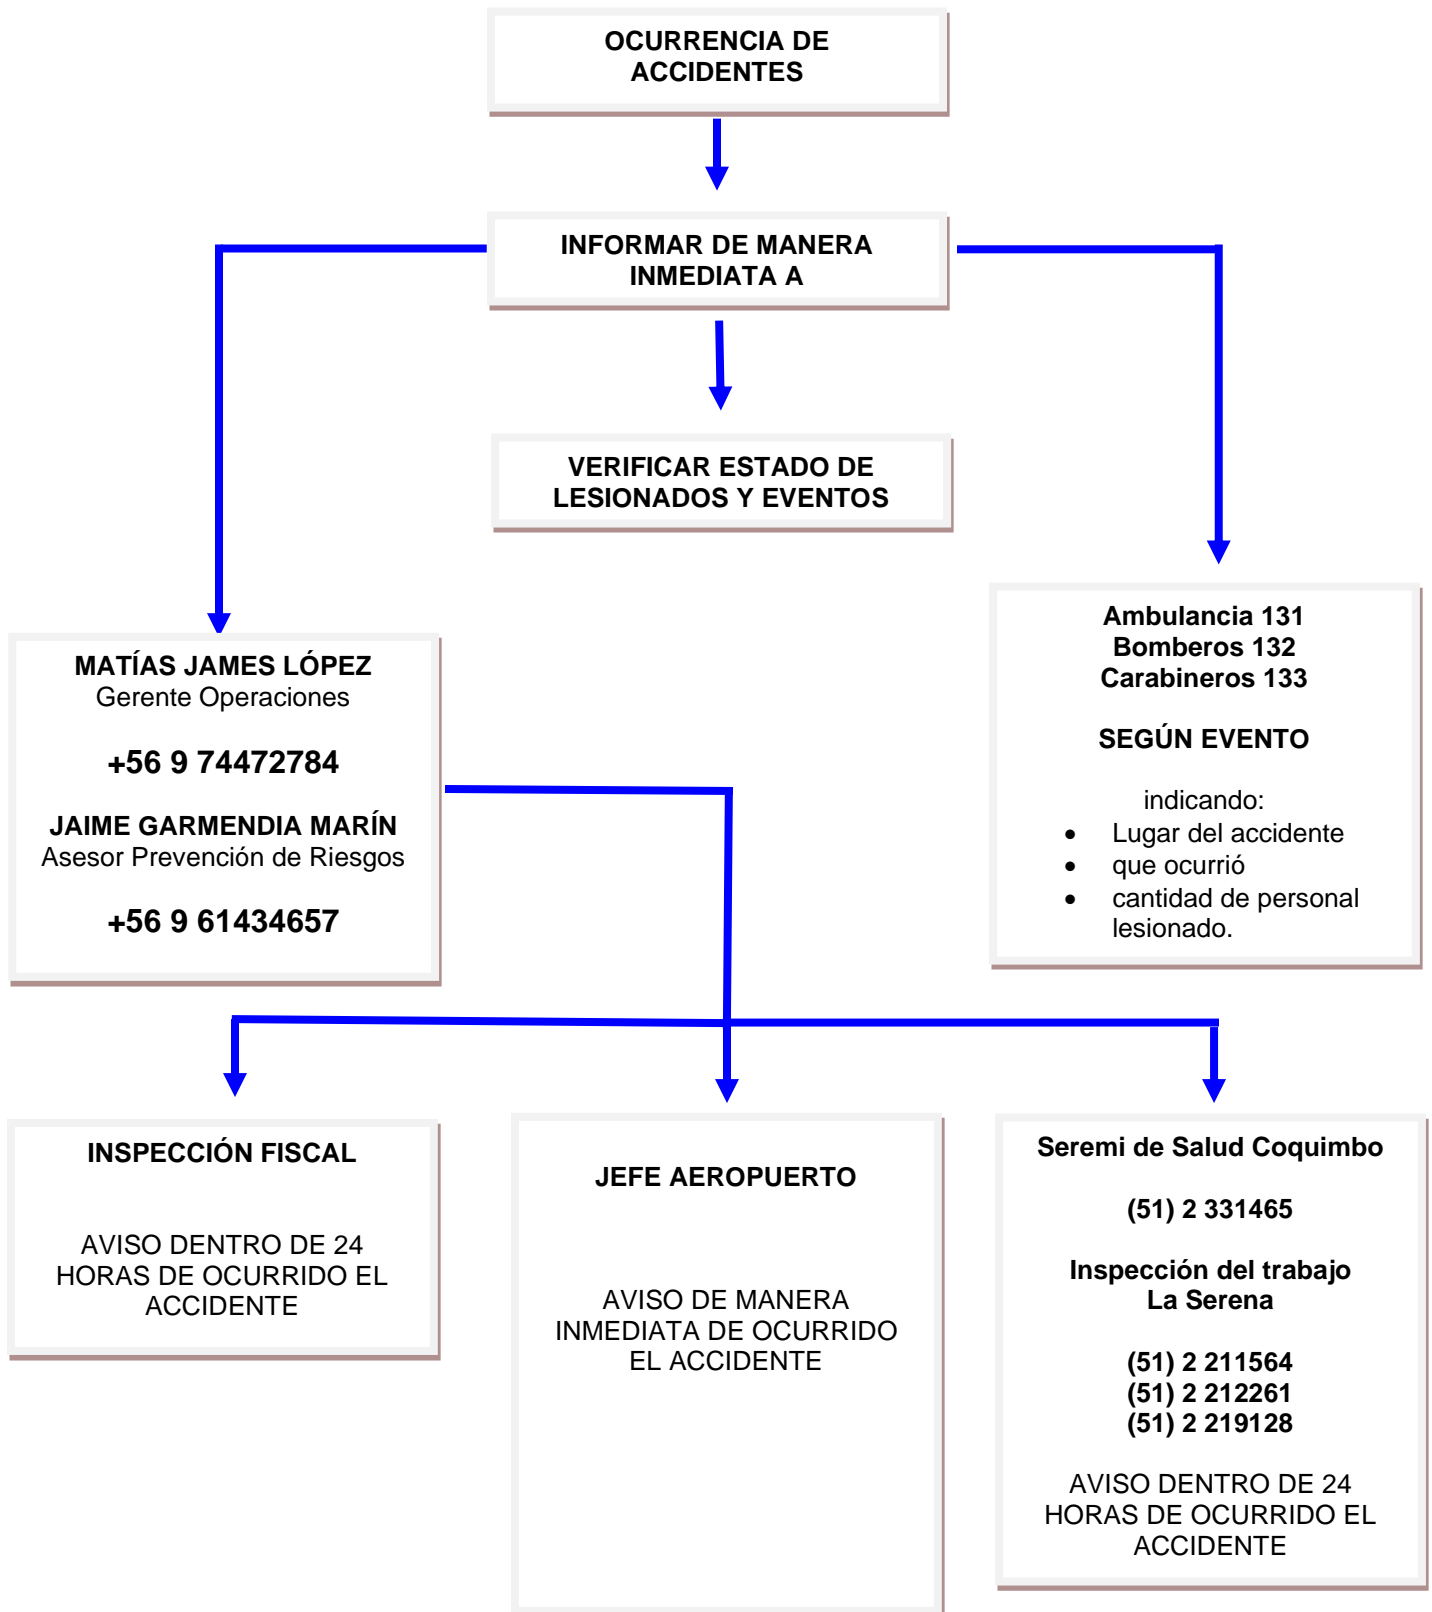 OCURRENCIA DE
ACCIDENTES
INFORMAR DE MANERA
INMEDIATA A
VERIFICAR ESTADO DE
LESIONADOS Y EVENTOS
MATÍAS JAMES LÓPEZ
Gerente Operaciones
+56 9 74472784
JAIME GARMENDIA MARÍN
Asesor Prevención de Riesgos
+56 9 61434657
Ambulancia 131
Bomberos 132
Carabineros 133
SEGÚN EVENTO
indicando:
• Lugar del accidente
• que ocurrió
• cantidad de personal
lesionado.
INSPECCIÓN FISCAL
AVISO DENTRO DE 24
HORAS DE OCURRIDO EL
ACCIDENTE
JEFE AEROPUERTO
AVISO DE MANERA
INMEDIATA DE OCURRIDO
EL ACCIDENTE
Seremi de Salud Coquimbo
(51) 2 331465
Inspección del trabajo
La Serena
(51) 2 211564
(51) 2 212261
(51) 2 219128
AVISO DENTRO DE 24
HORAS DE OCURRIDO EL
ACCIDENTE